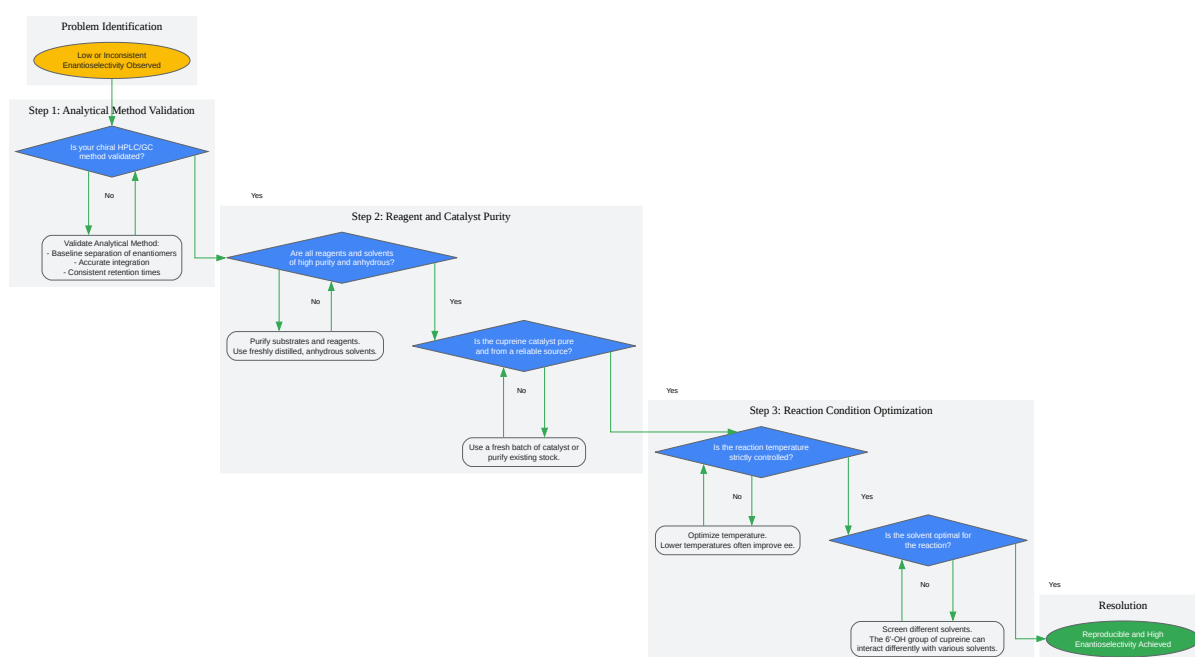 Problem Identification
Low or Inconsistent
Enantioselectivity Observed
Step 1: Analytical Method Validation
Is your chiral HPLC/GC
method validated?
No
Yes
Validate Analytical Method:
- Baseline separation of enantiomers
- Accurate integration
- Consistent retention times
Step 2: Reagent and Catalyst Purity
Are all reagents and solvents
of high purity and anhydrous?
No
Yes
Purify substrates and reagents.
Use freshly distilled, anhydrous solvents.
Is the cupreine catalyst pure
and from a reliable source?
No
Yes
Use a fresh batch of catalyst or
purify existing stock.
Step 3: Reaction Condition Optimization
Is the reaction temperature
strictly controlled?
No
Yes
Optimize temperature.
Lower temperatures often improve ee.
Is the solvent optimal for
the reaction?
No
Yes
Screen different solvents.
The 6'-OH group of cupreine can
interact differently with various solvents.
Resolution
Reproducible and High
Enantioselectivity Achieved